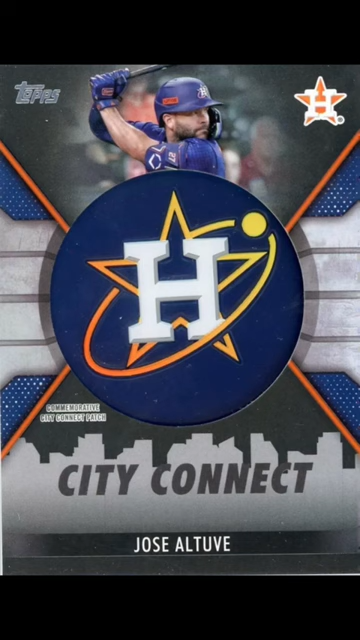 Topps
H
H
COMMEMORATIVE
CITY CONNECT PATCH
CITY CONNECT
JOSE ALTUVE